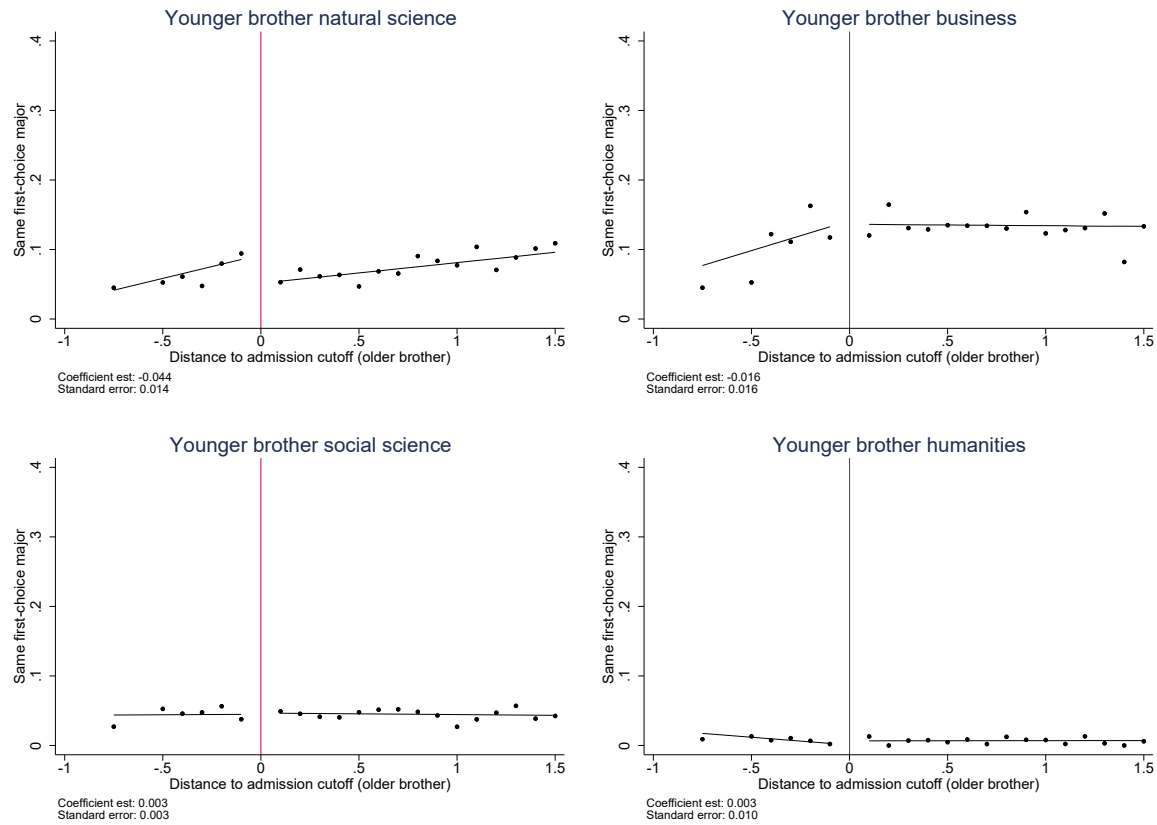 Younger brother natural science
Same first-choice major
.4
.3
.2
.1
0
-1
-.5
0
.5
1
1.5
Distance to admission cutoff (older brother)
Coefficient est: -0.044
Standard error: 0.014
Younger brother business
Same first-choice major
.4
.3
.2
.1
0
-1
-.5
0
.5
1
1.5
Distance to admission cutoff (older brother)
Coefficient est: -0.016
Standard error: 0.016
Younger brother social science
Same first-choice major
.4
.3
.2
.1
0
-1
-.5
0
.5
1
1.5
Distance to admission cutoff (older brother)
Coefficient est: 0.003
Standard error: 0.003
Younger brother humanities
Same first-choice major
.4
.3
.2
.1
0
-1
-.5
0
.5
1
1.5
Distance to admission cutoff (older brother)
Coefficient est: 0.003
Standard error: 0.010